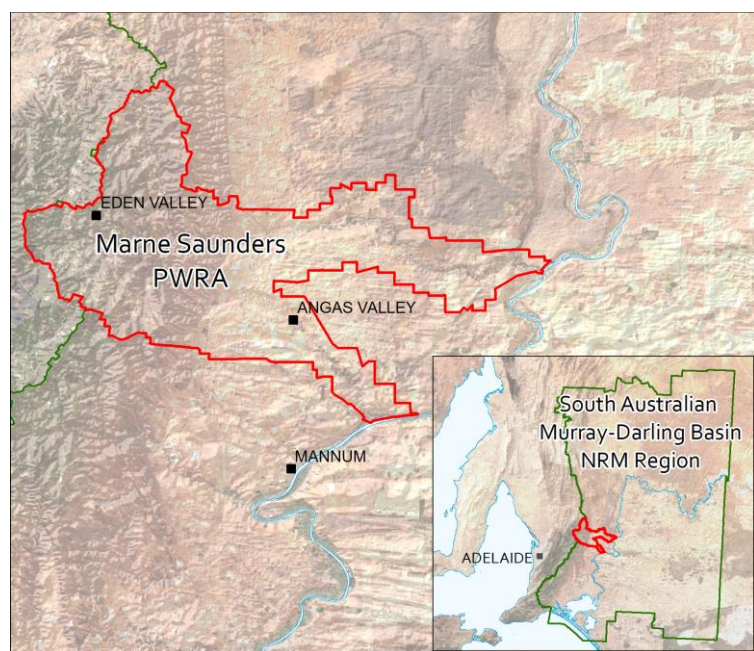 EDEN VALLEY
Marne Saunders
PWRA
ANGAS VALLEY
MANNUM
South Australian
Murray-Darling Basin
NRM Region
ADELAIDE